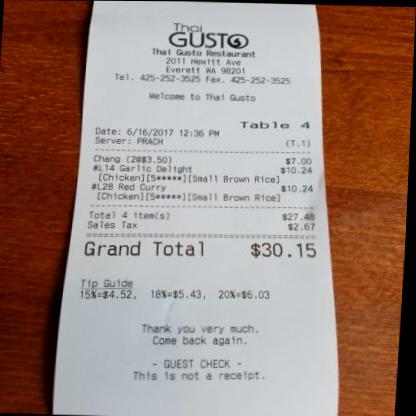 Thai
GUSTO
Thai Gusto Restaurant
2011 Hewitt Ave
Everett WA 98201
Tel. 425-252-3525 Fax. 425-252-3525
Welcome to Thai Gusto
Table 4
Date: 6/16/2017 12:36 PM
Server: PRACH (T.1)
Chang (2@$3.50) $7.00
#L14 Garlic Delight $10.24
[Chicken][5*****][Small Brown Rice]
#L28 Red Curry $10.24
[Chicken][5*****][Small Brown Rice]
Total 4 item(s) $27.48
Sales Tax $2.67
Grand Total $30.15
Tip Guide
15%=$4.52, 18%=$5.43, 20%=$6.03
Thank you very much.
Come back again.
- GUEST CHECK -
This is not a receipt.